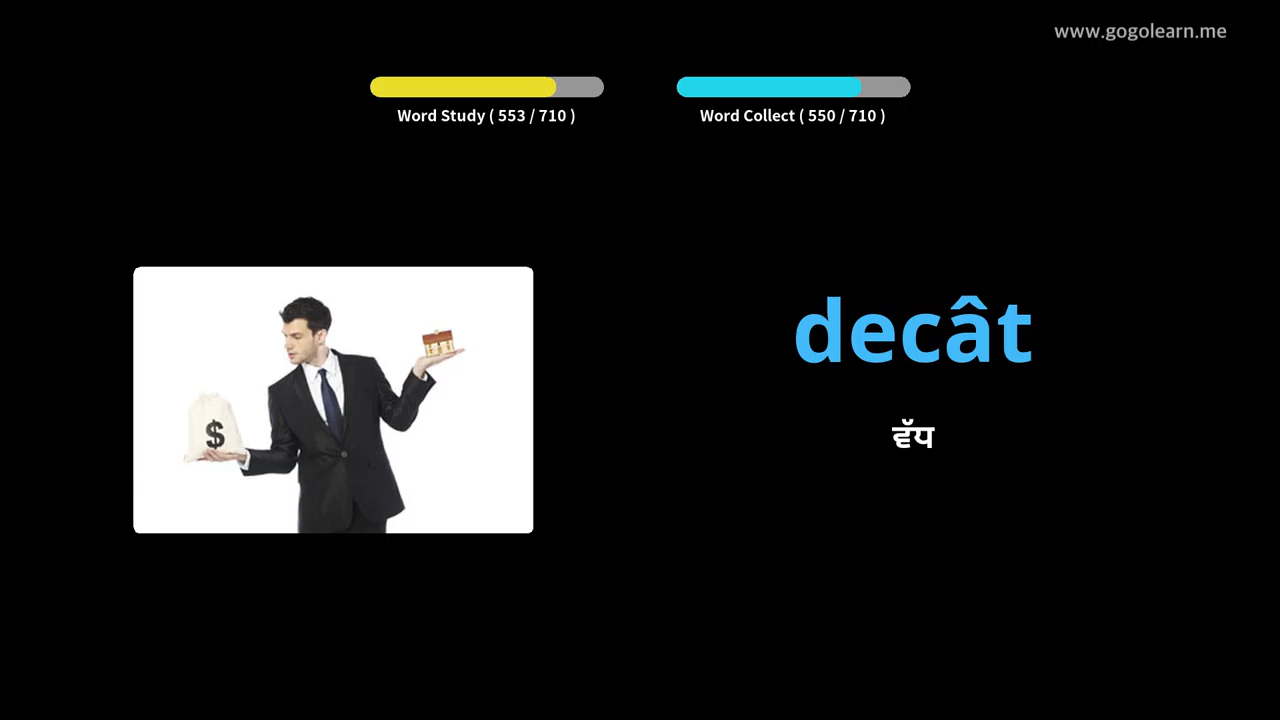 www.gogolearn.me
Word Study ( 553 / 710 )
Word Collect ( 550 / 710 )
$
decât
ਵੱਧ